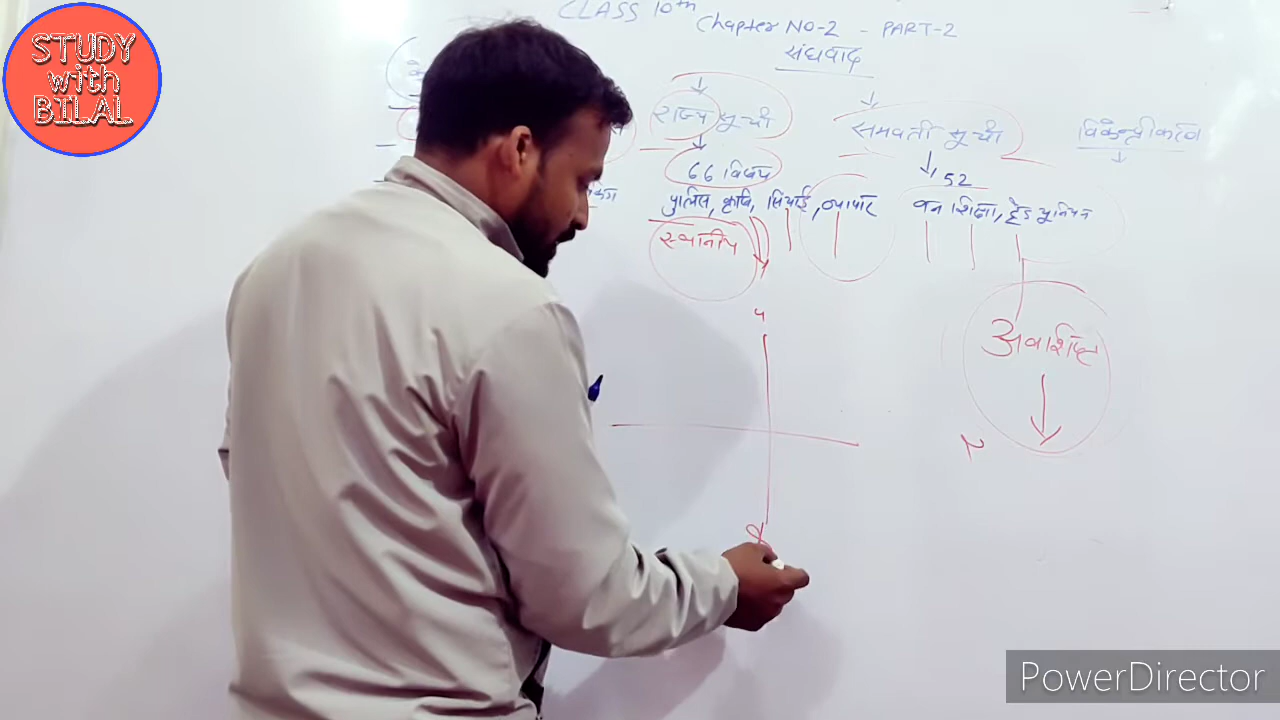 STUDY
with
BILAL
CLASS 10th
Chapter NO-2 - PART-2
संघवाद
राज्य सूची
समवर्ती सूची
विकेन्द्रीकरण
66 विषय
52
पुलिस, कृषि, सिंचाई, व्यापार
वन शिक्षा, ट्रेड यूनियन
स्थानीय
अवशिष्ट
PowerDirector